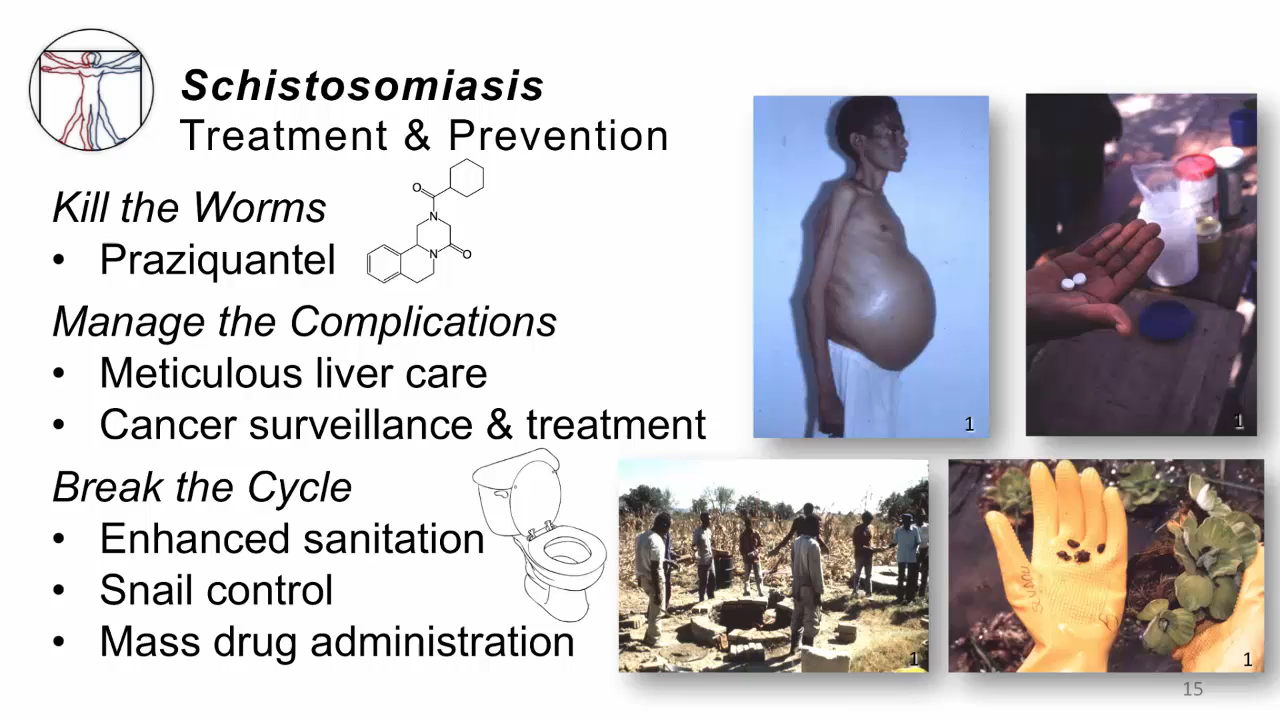 Schistosomiasis
Treatment & Prevention
Kill the Worms
• Praziquantel
O
N
N
O
Manage the Complications
• Meticulous liver care
• Cancer surveillance & treatment
Break the Cycle
• Enhanced sanitation
• Snail control
• Mass drug administration
1
1
1
1
15